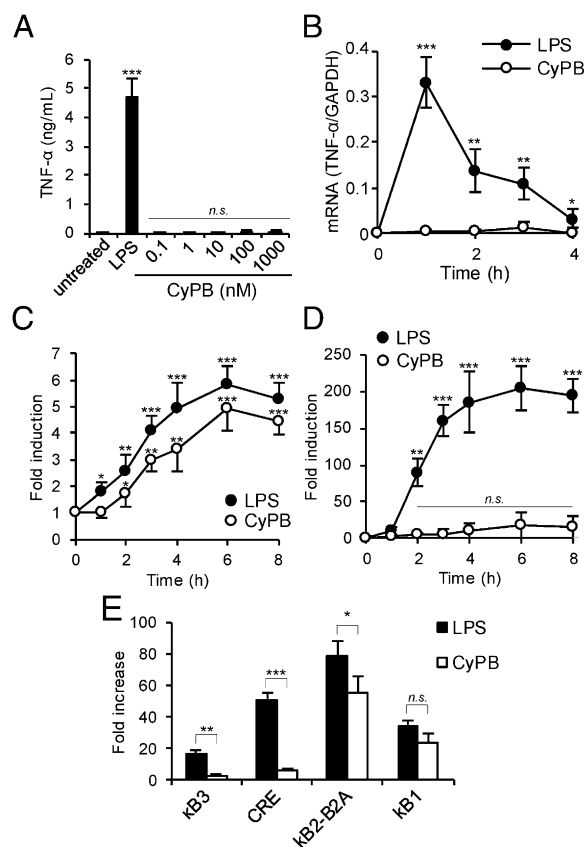 A
TNF-α (ng/mL)
6
5
4
3
2
1
0
***
n.s.
untreated
LPS
0.1
1
10
100
1000
CyPB (nM)
B
mRNA (TNF-α/GAPDH)
0.4
0.3
0.2
0.1
0
***
**
**
*
LPS
CyPB
0
2
4
Time (h)
C
Fold induction
7
6
5
4
3
2
1
0
*
**
***
***
***
***
*
**
**
***
***
LPS
CyPB
0
2
4
6
8
Time (h)
D
Fold induction
250
200
150
100
50
0
LPS
CyPB
**
***
***
***
***
n.s.
0
2
4
6
8
Time (h)
E
Fold increase
100
80
60
40
20
0
**
***
*
n.s.
LPS
CyPB
κB3
CRE
kB2-B2A
kB1